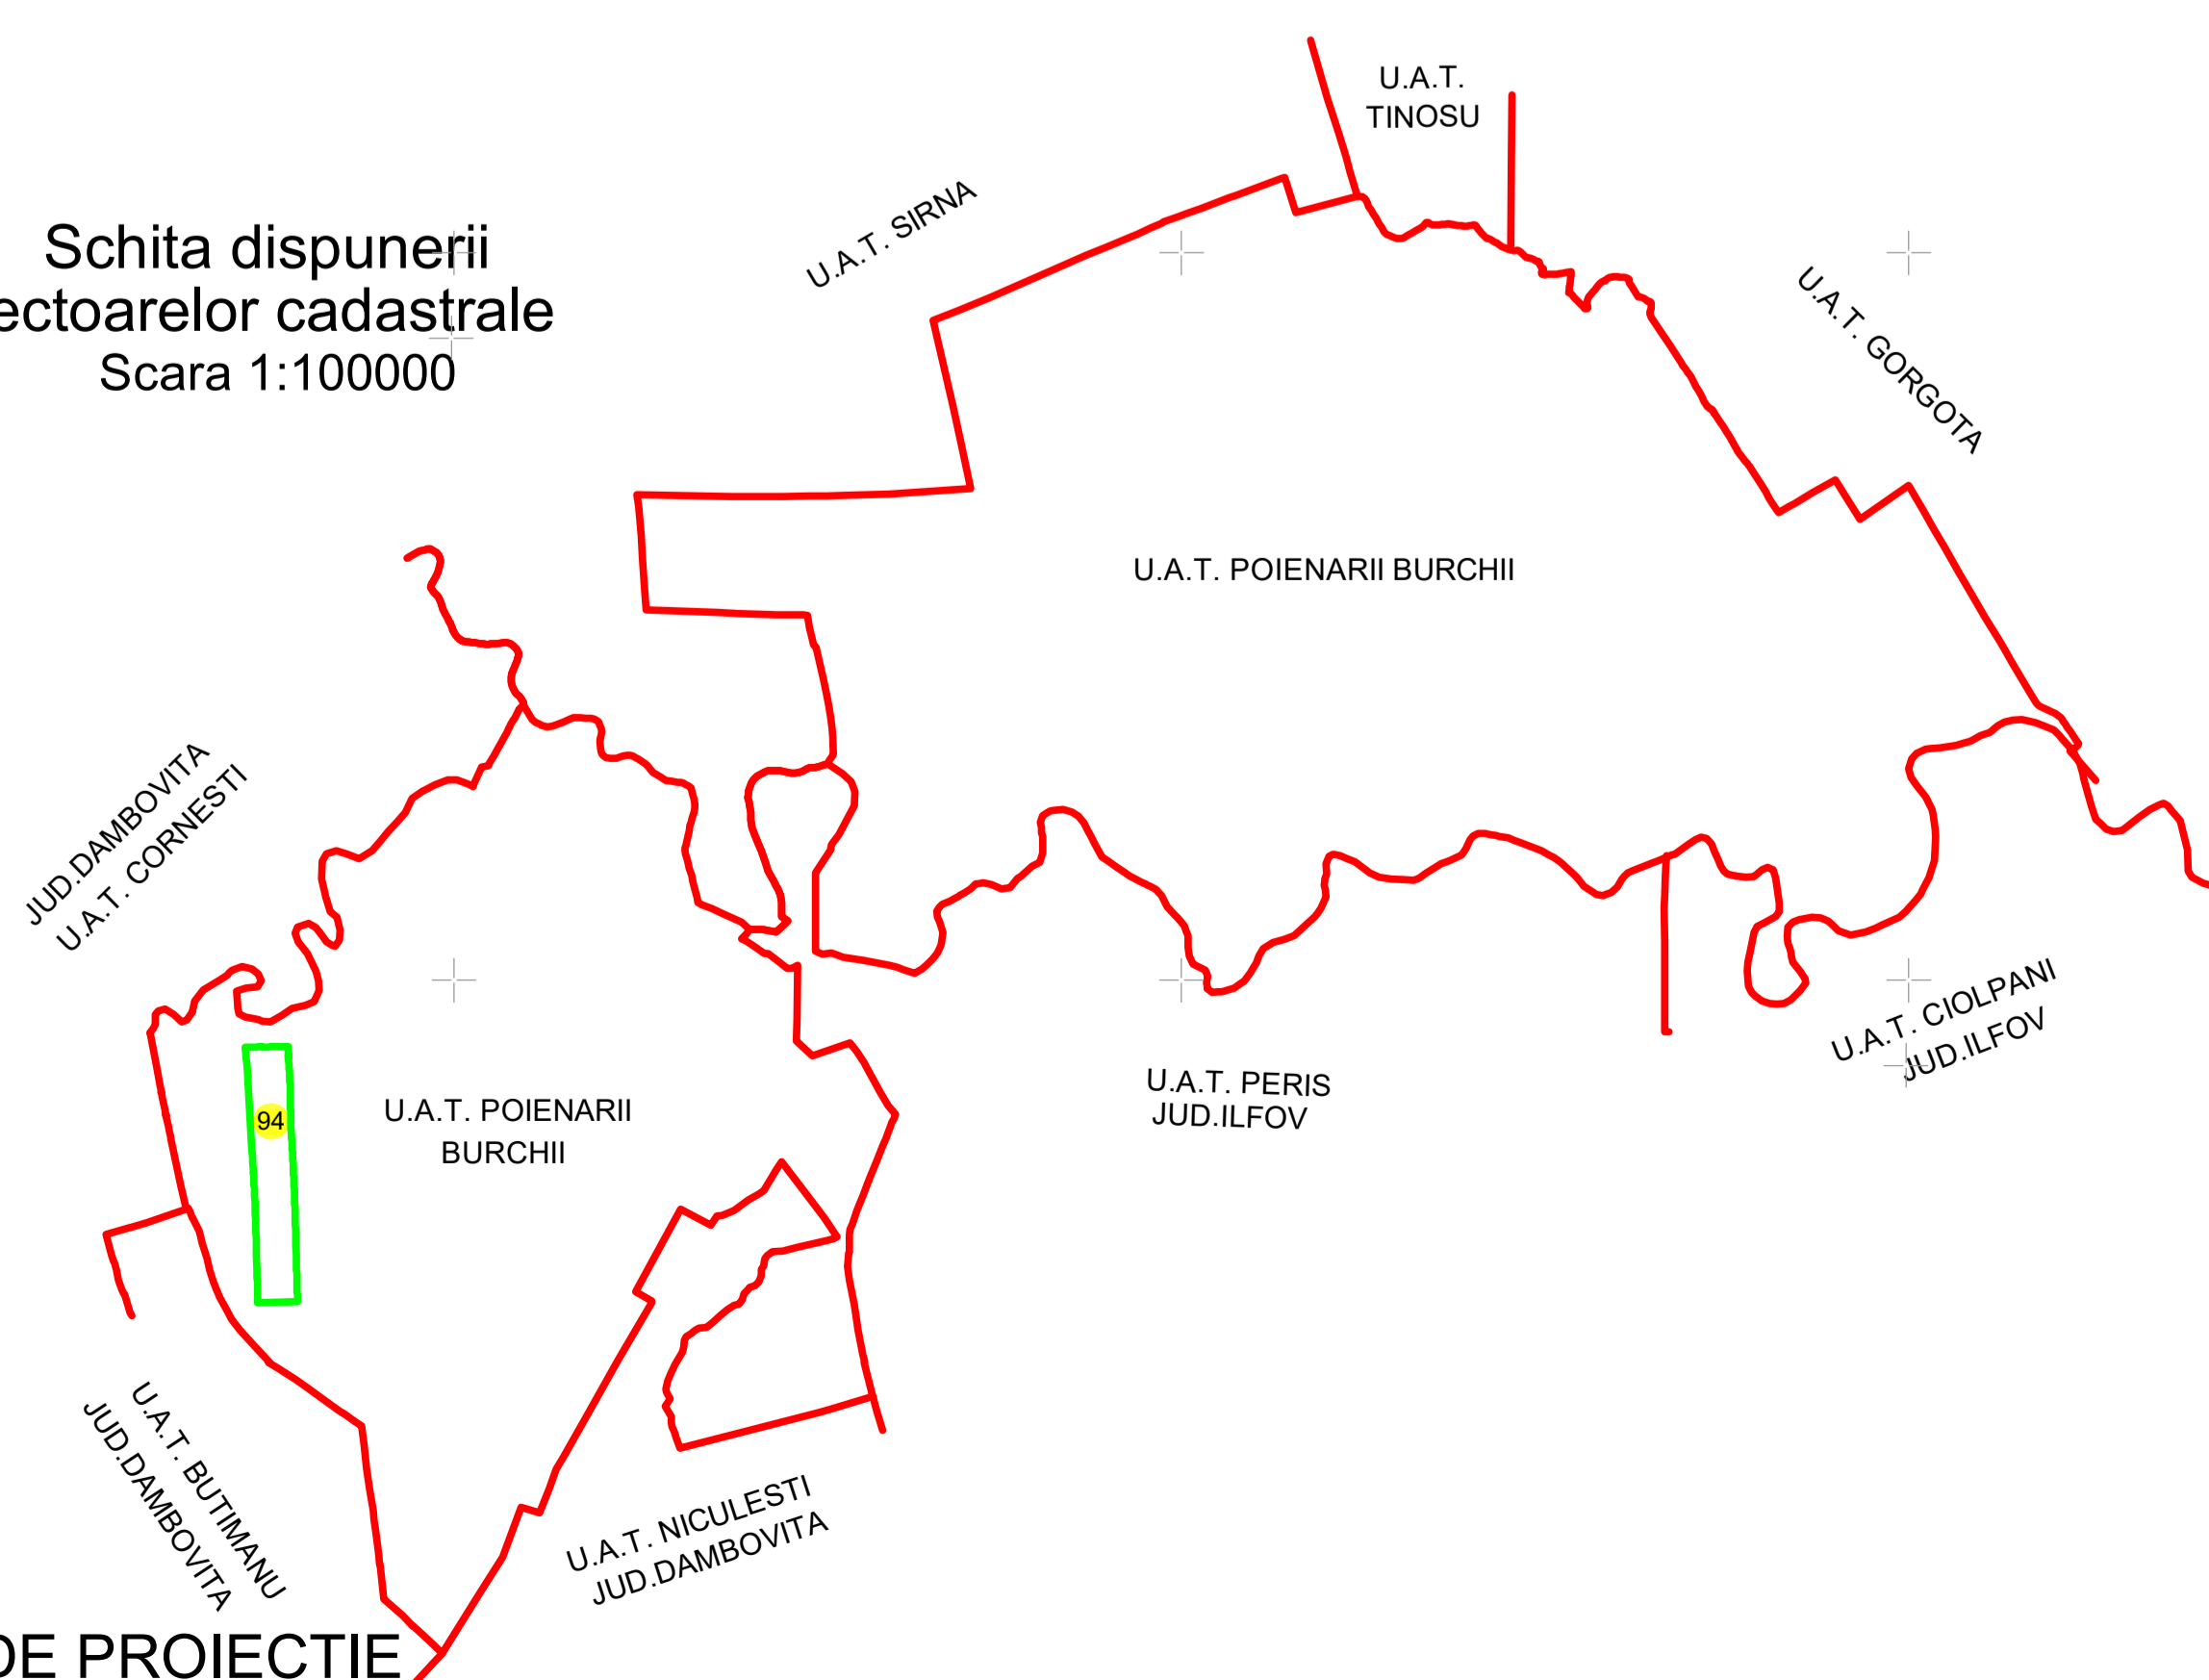 U.A.T.
TINOSU
U.A.T. SIRNA
Schita dispunerii
ectoarelor cadastrale
Scara 1:100000
U.A.T. GORGOTA
U.A.T. POIENARII BURCHII
JUD.DAMBOVITA
U.A.T. CORNESTI
U.A.T. CIOLPANI
JUD.ILFOV
U.A.T. PERIS
JUD.ILFOV
94
U.A.T. POIENARII
BURCHII
U.A.T. BUTIMANU
JUD.DAMBOVITA
U.A.T. NICULESTI
JUD.DAMBOVITA
DE PROIECTIE